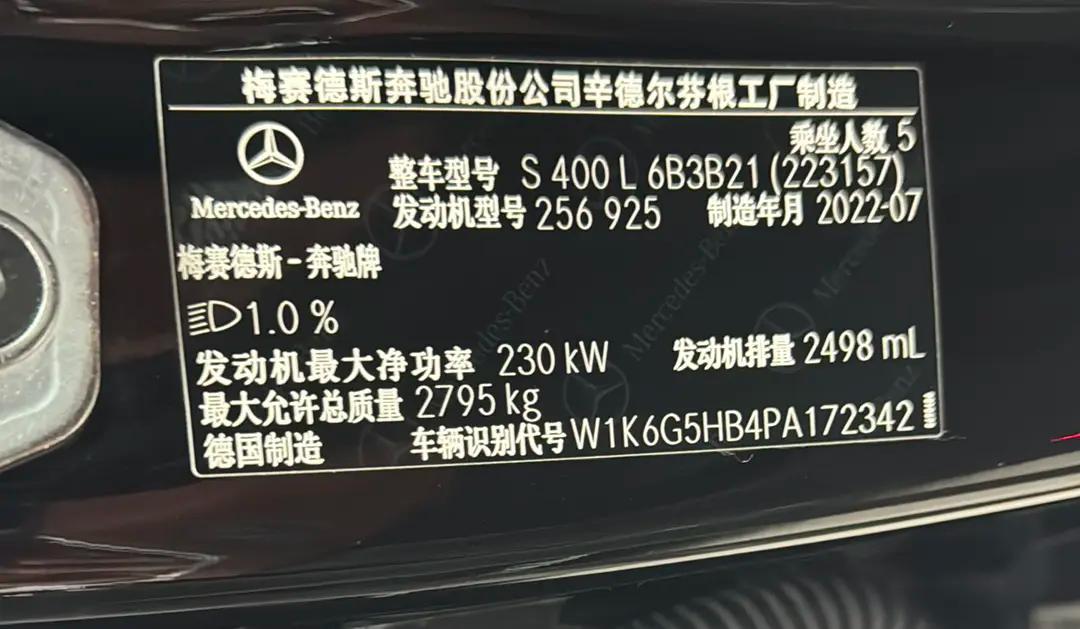 梅赛德斯奔驰股份公司辛德尔芬根工厂制造
乘坐人数 5
整车型号 S 400 L 6B3B21 (223157)
Mercedes-Benz
发动机型号 256 925 制造年月 2022-07
梅赛德斯-奔驰牌
1.0 %
发动机最大净功率 230 kW 发动机排量 2498 mL
最大允许总质量 2795 kg
德国制造 车辆识别代号 W1K6G5HB4PA172342
Mercedes-Benz
Mercedes-Benz